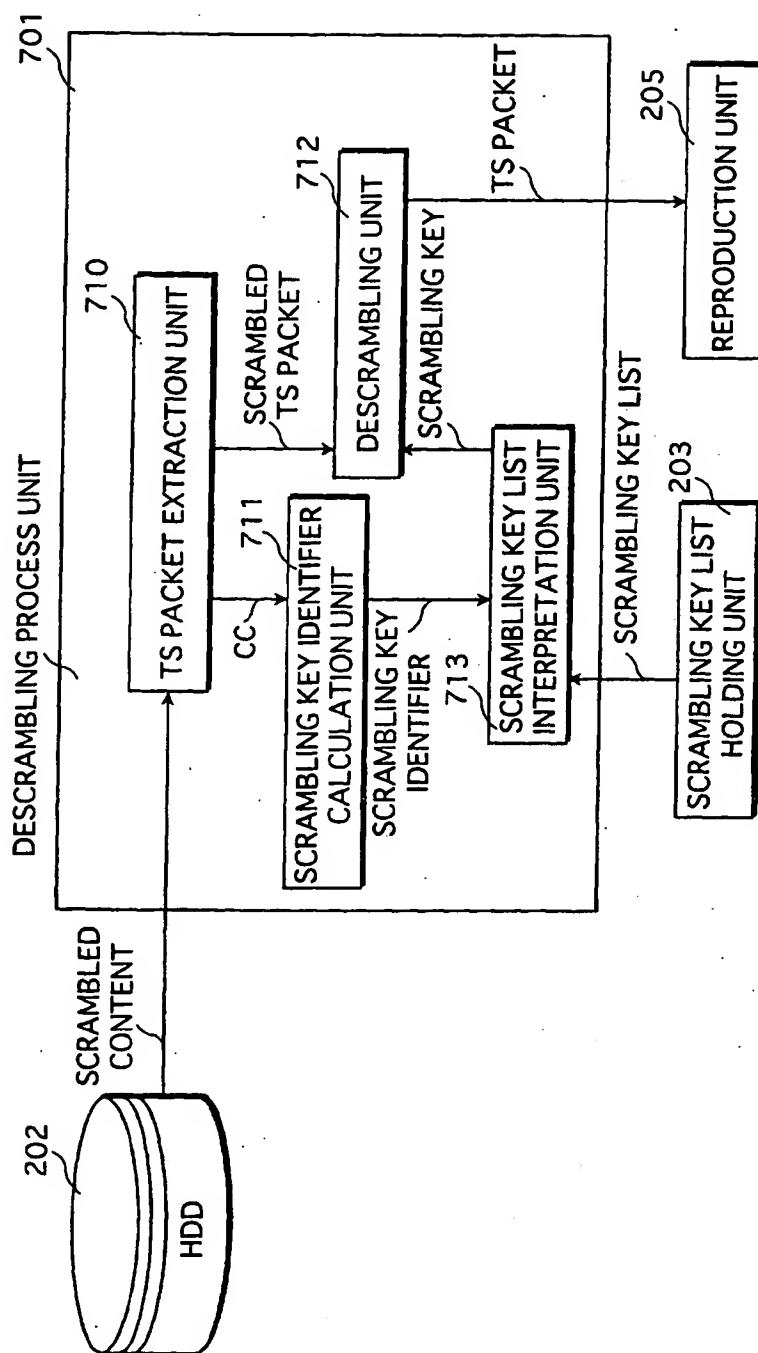 DESCRAMBLING PROCESS UNIT
701
202
HDD
SCRAMBLED
CONTENT
710
TS PACKET EXTRACTION UNIT
CC
SCRAMBLED
TS PACKET
711
SCRAMBLING KEY IDENTIFIER
CALCULATION UNIT
712
DESCRAMBLING UNIT
SCRAMBLING KEY
IDENTIFIER
SCRAMBLING KEY
TS PACKET
713
SCRAMBLING KEY LIST
INTERPRETATION UNIT
SCRAMBLING KEY LIST
203
SCRAMBLING KEY LIST
HOLDING UNIT
205
REPRODUCTION UNIT